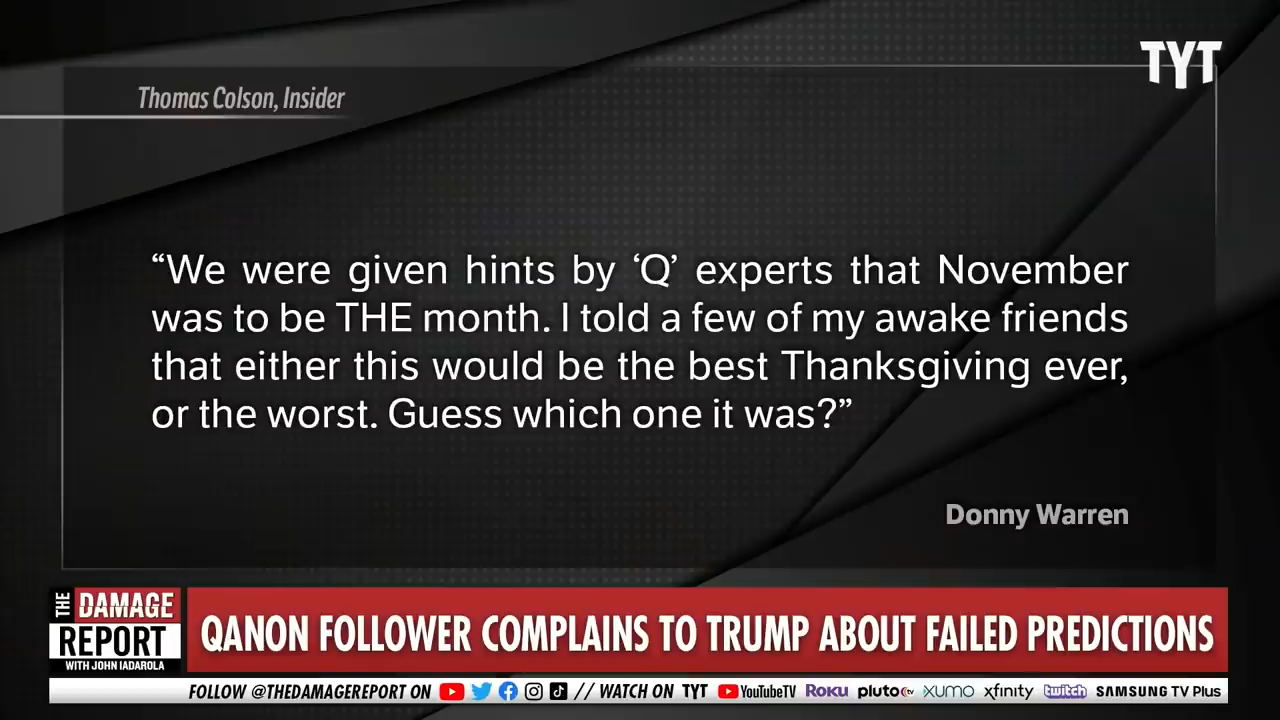 TYT
Thomas Colson, Insider
“We were given hints by ‘Q’ experts that November
was to be THE month. I told a few of my awake friends
that either this would be the best Thanksgiving ever,
or the worst. Guess which one it was?”
Donny Warren
THE DAMAGE
REPORT
WITH JOHN IADAROLA
QANON FOLLOWER COMPLAINS TO TRUMP ABOUT FAILED PREDICTIONS
FOLLOW @THEDAMAGEREPORT ON // WATCH ON TYT YouTubeTV ROKU pluto tv XUMO xfinity twitch SAMSUNG TV Plus